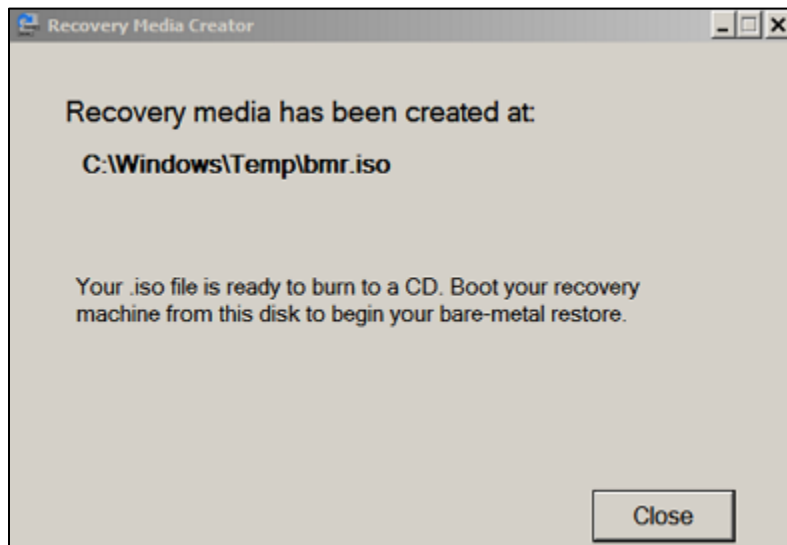 Recovery Media Creator
Recovery media has been created at:
C:\Windows\Temp\bmr.iso
Your .iso file is ready to burn to a CD. Boot your recovery
machine from this disk to begin your bare-metal restore.
Close